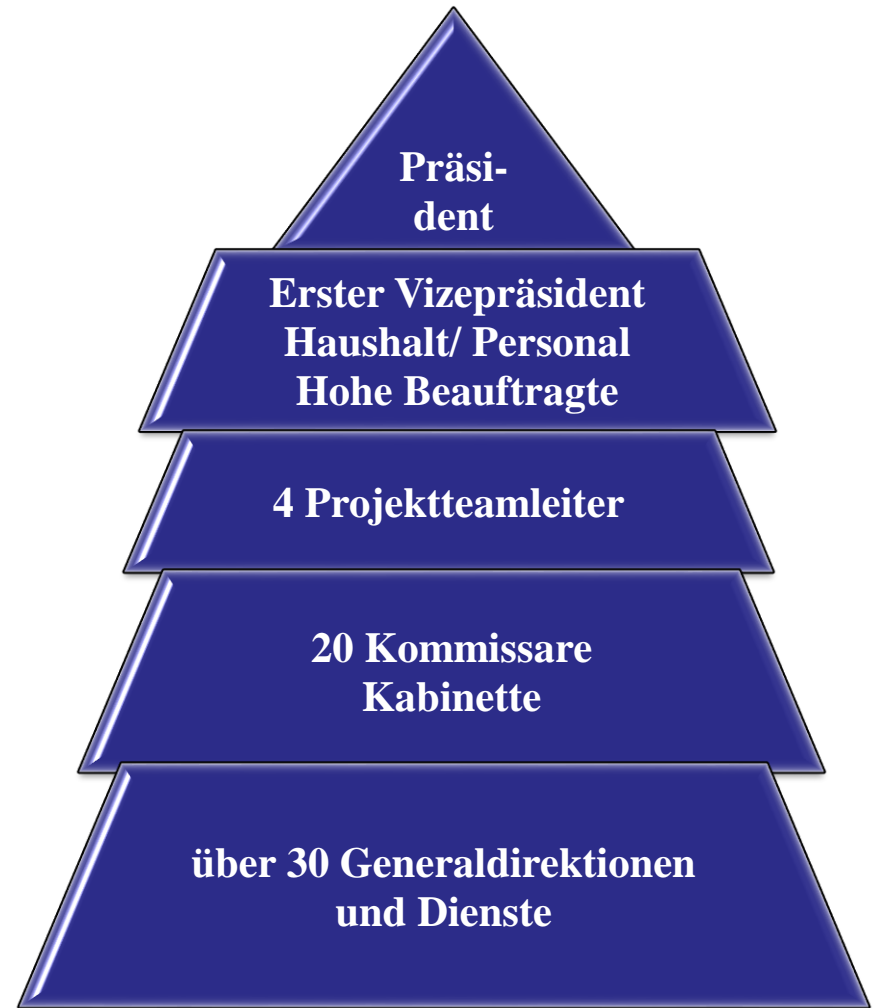 Präsi-
dent
Erster Vizepräsident
Haushalt/ Personal
Hohe Beauftragte
4 Projektteamleiter
20 Kommissare
Kabinette
über 30 Generaldirektionen
und Dienste